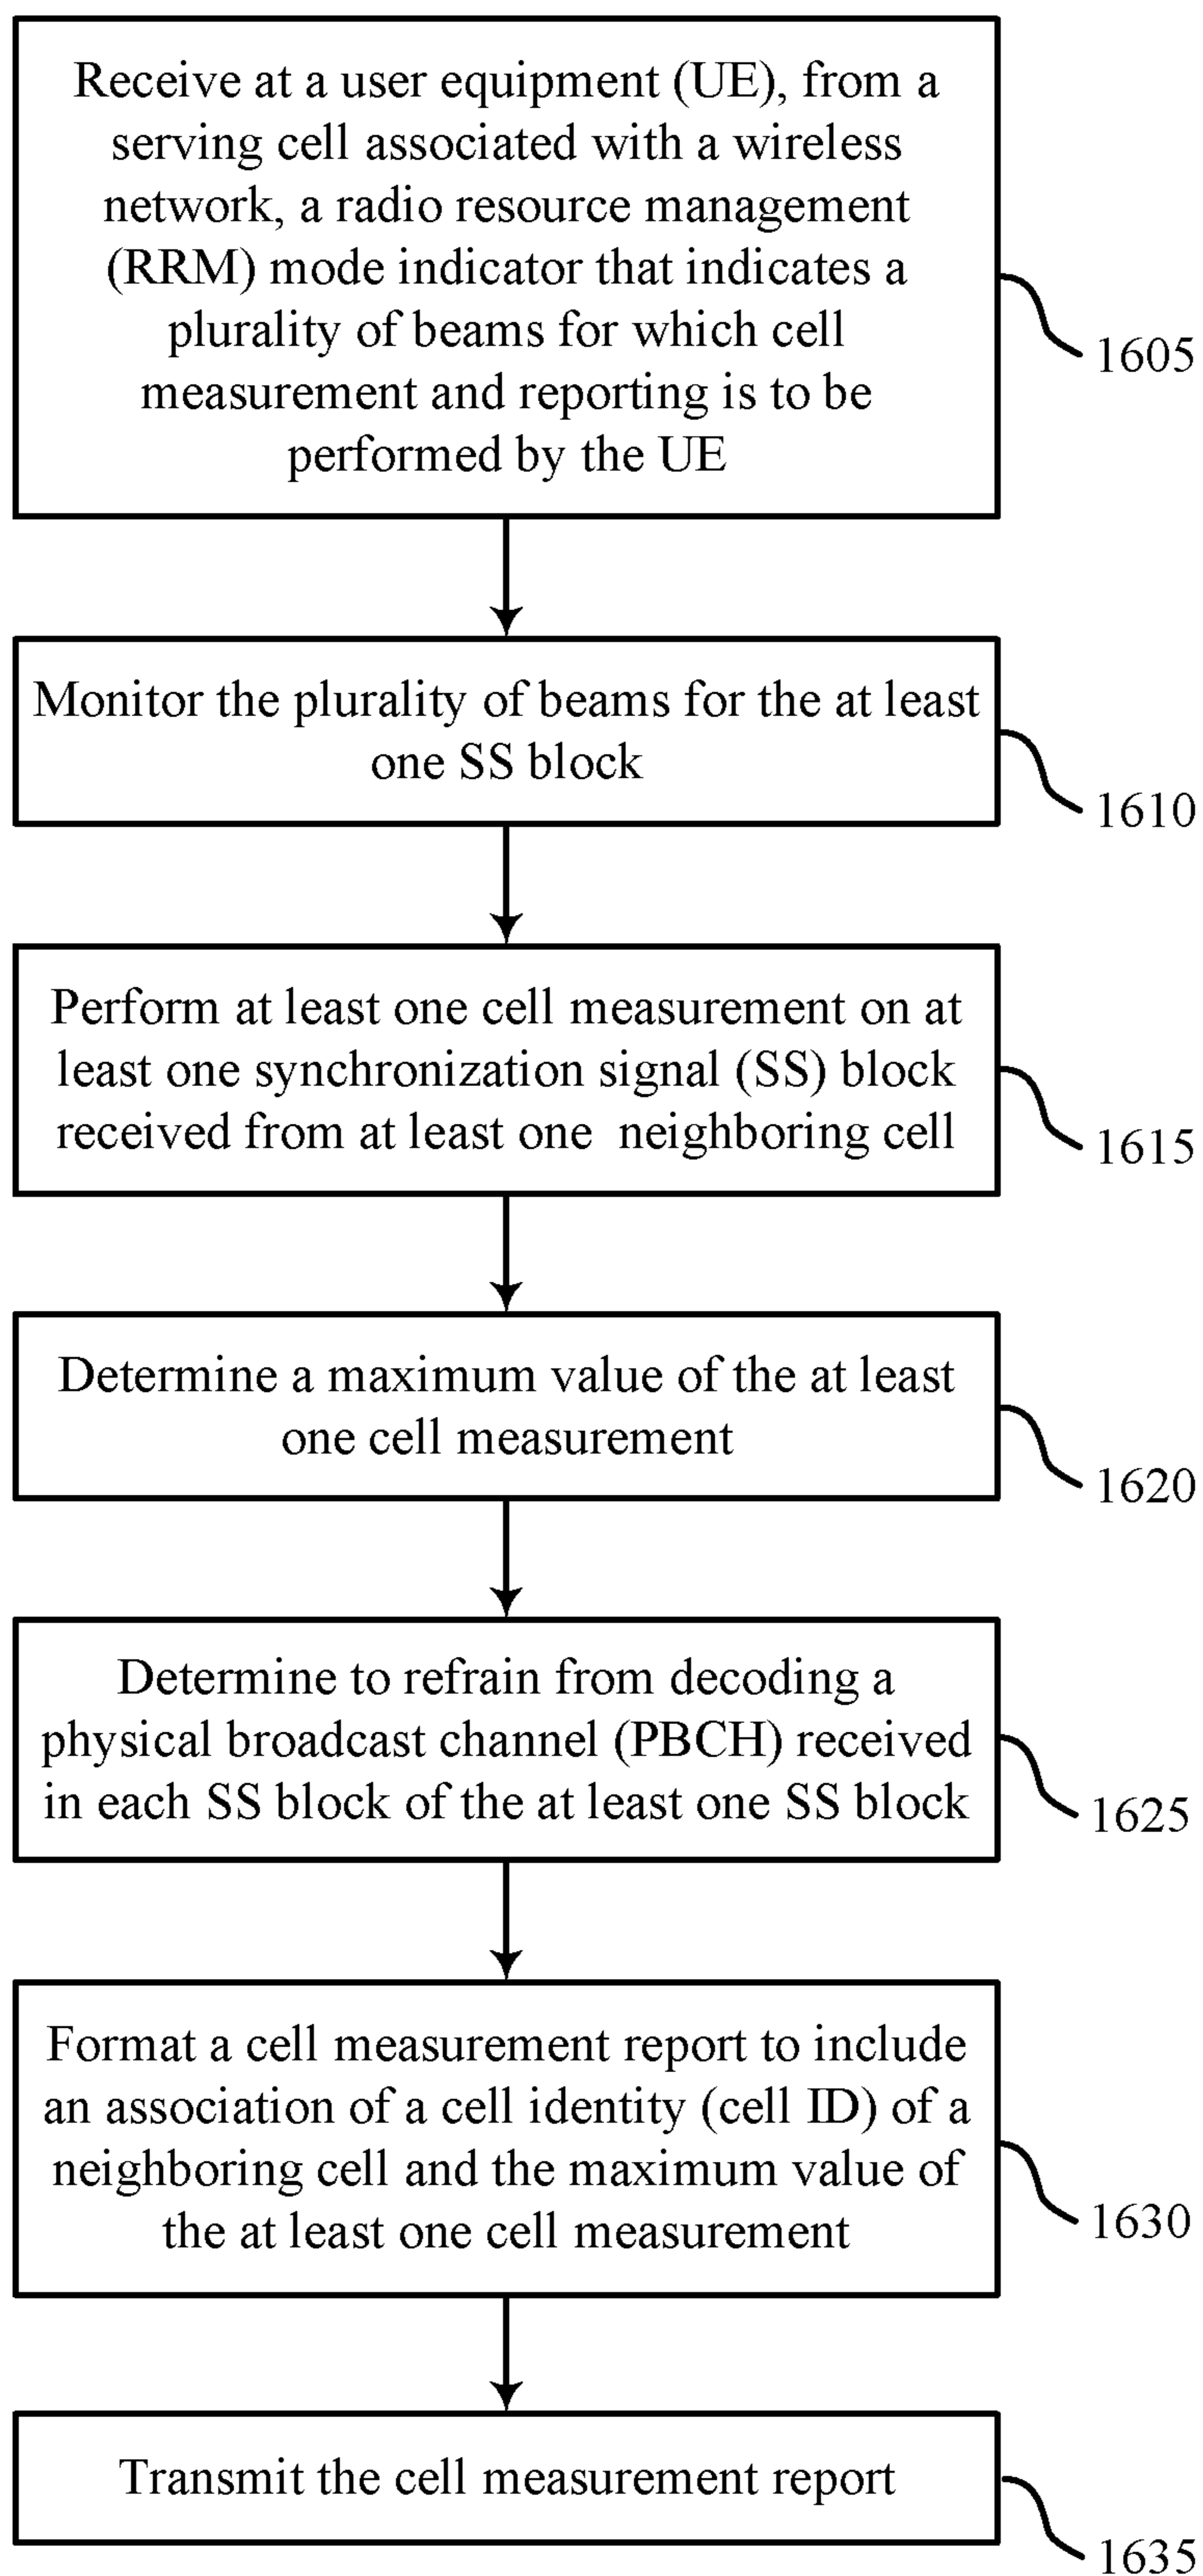 Receive at a user equipment (UE), from a
serving cell associated with a wireless
network, a radio resource management
(RRM) mode indicator that indicates a
plurality of beams for which cell
measurement and reporting is to be
performed by the UE
1605
Monitor the plurality of beams for the at least
one SS block
1610
Perform at least one cell measurement on at
least one synchronization signal (SS) block
received from at least one neighboring cell
1615
Determine a maximum value of the at least
one cell measurement
1620
Determine to refrain from decoding a
physical broadcast channel (PBCH) received
in each SS block of the at least one SS block
1625
Format a cell measurement report to include
an association of a cell identity (cell ID) of a
neighboring cell and the maximum value of
the at least one cell measurement
1630
Transmit the cell measurement report
1635